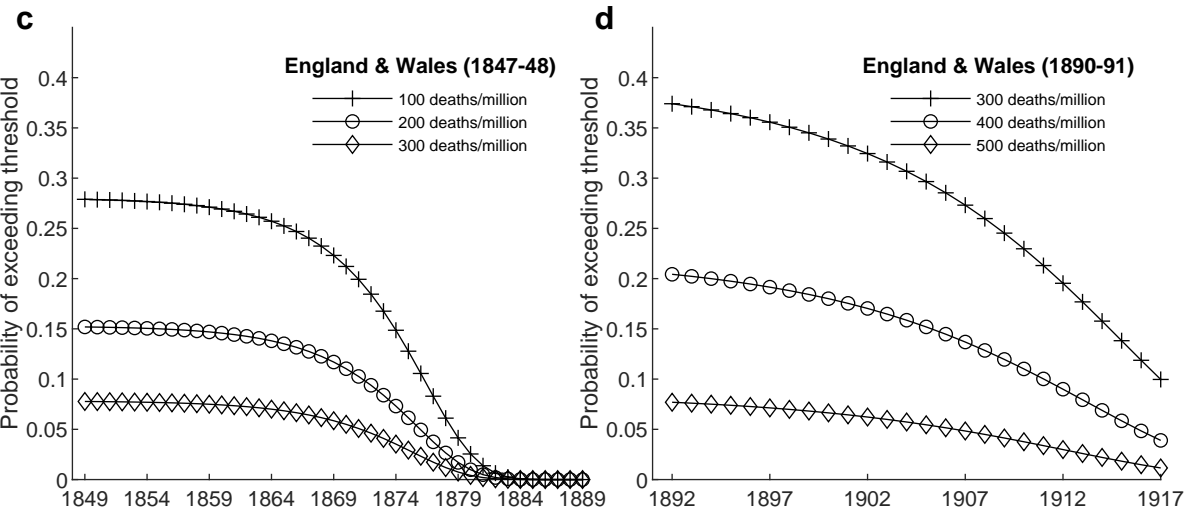 c
England & Wales (1847-48)
100 deaths/million
200 deaths/million
300 deaths/million
Probability of exceeding threshold
0.4
0.35
0.3
0.25
0.2
0.15
0.1
0.05
0
1849 1854 1859 1864 1869 1874 1879 1884 1889
d
England & Wales (1890-91)
300 deaths/million
400 deaths/million
500 deaths/million
Probability of exceeding threshold
0.4
0.35
0.3
0.25
0.2
0.15
0.1
0.05
0
1892 1897 1902 1907 1912 1917